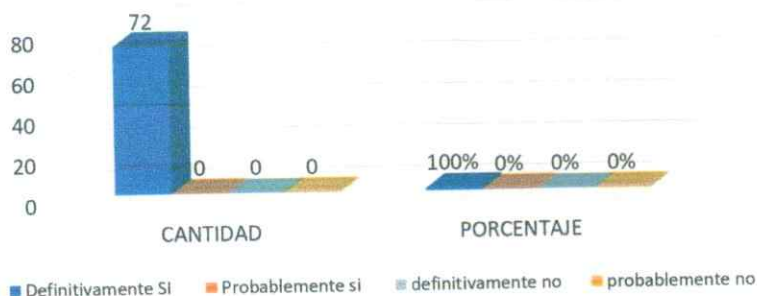 72
80
60
40
20
0
0 0 0
100% 0% 0% 0%
CANTIDAD PORCENTAJE
Definitivamente SI Probablemente si definitivamente no probablemente no